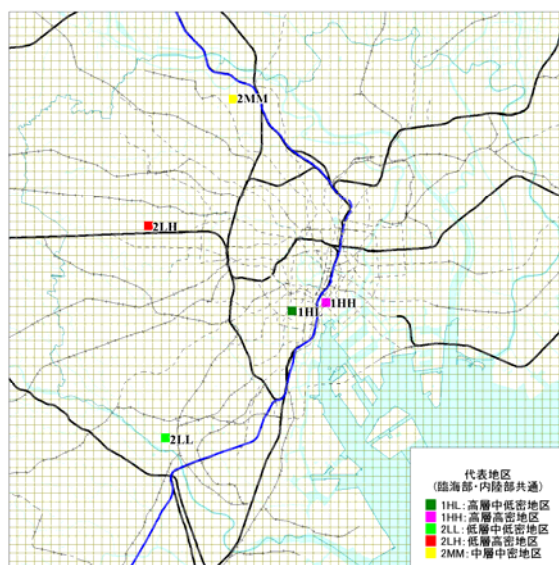 2MM
2LH
1HH
1HL
2LL
代表地区
(臨海部・内陸部共通)
1HL：高層中低密地区
1HH：高層高密地区
2LL：低層中低密地区
2LH：低層高密地区
2MM：中層中密地区